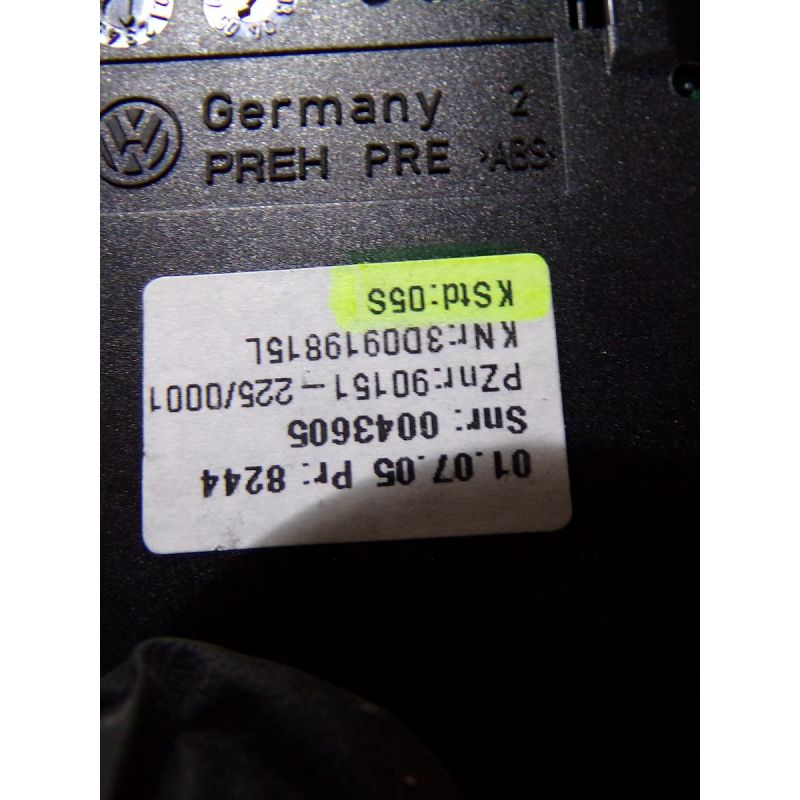 Germany 2
PREH PRE >ABS<
01.07.05 Pr: 8244
Snr: 0043605
PZnr:90151-225/0001
KNr:3D0919815L
KStd:05S